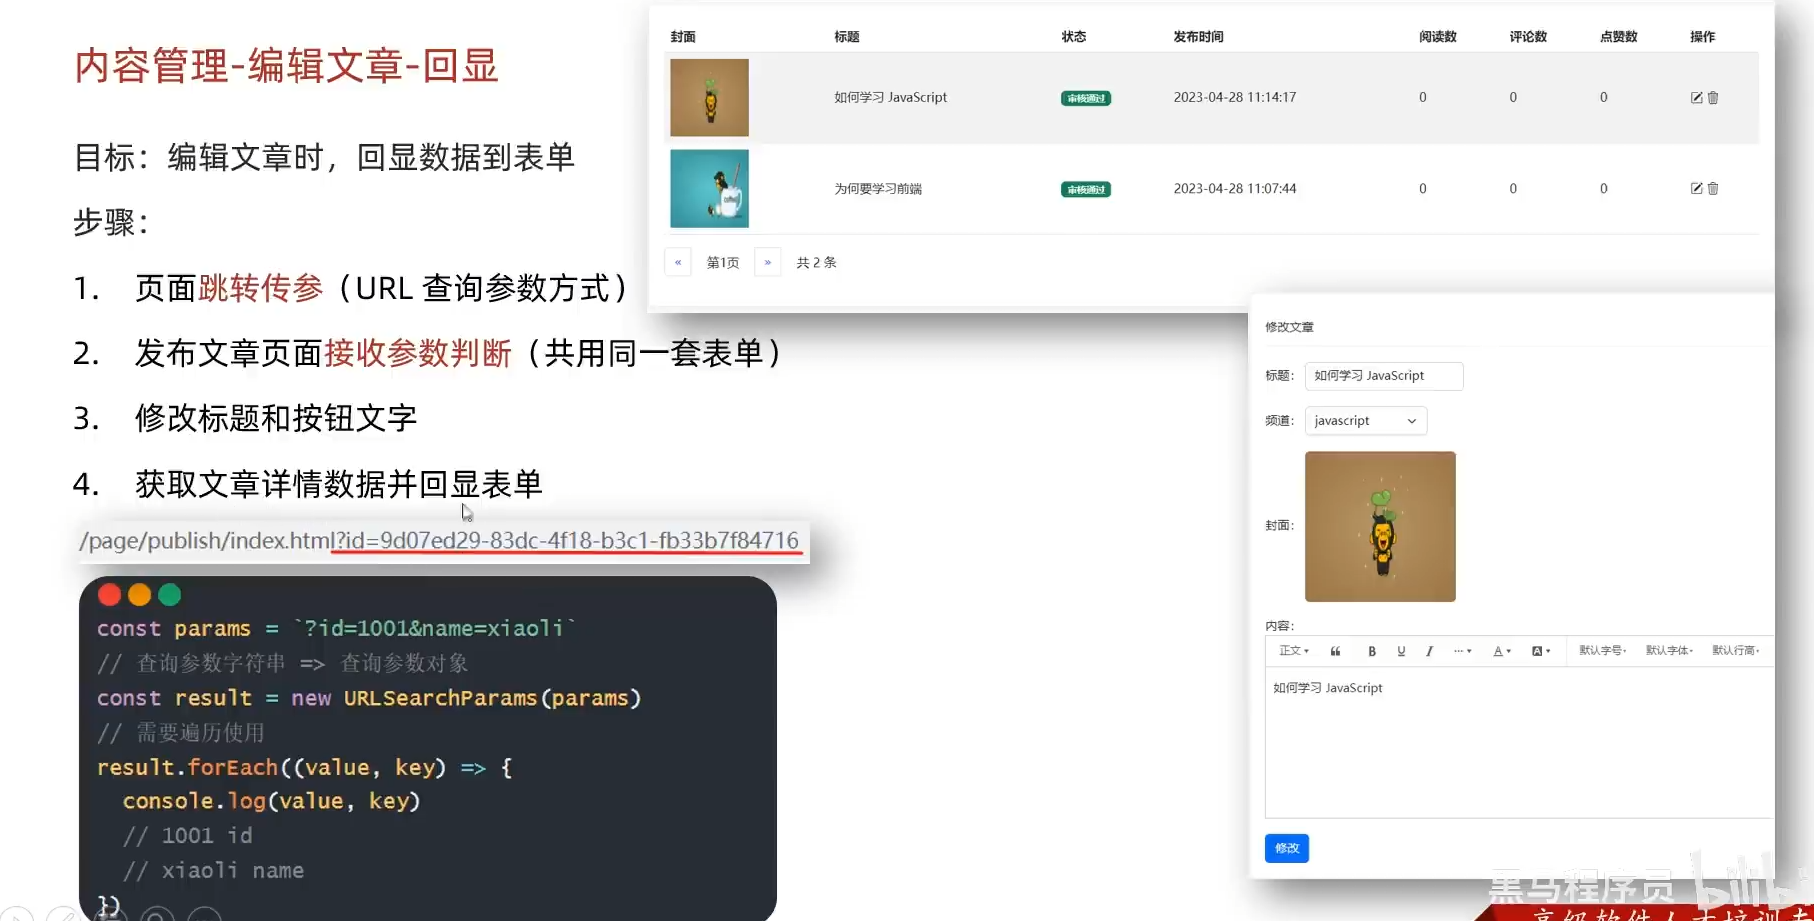 内容管理-编辑文章-回显
目标：编辑文章时，回显数据到表单
步骤：
1. 页面跳转传参（URL 查询参数方式）
2. 发布文章页面接收参数判断（共用同一套表单）
3. 修改标题和按钮文字
4. 获取文章详情数据并回显表单
/page/publish/index.html?id=9d07ed29-83dc-4f18-b3c1-fb33b7f84716
const params = `?id=1001&name=xiaoli`
// 查询参数字符串 => 查询参数对象
const result = new URLSearchParams(params)
// 需要遍历使用
result.forEach((value, key) => {
console.log(value, key)
// 1001 id
// xiaoli name
})
封面 标题 状态 发布时间 阅读数 评论数 点赞数 操作
如何学习 JavaScript 审核通过 2023-04-28 11:14:17 0 0 0
为何要学习前端 审核通过 2023-04-28 11:07:44 0 0 0
« 第1页 » 共 2 条
修改文章
标题： 如何学习 JavaScript
频道： javascript
封面：
内容：
正文 B U I ... A A 默认字号 默认字体 默认行高
如何学习 JavaScript
修改
黑马程序员 bilibili
高级软件人才培训专